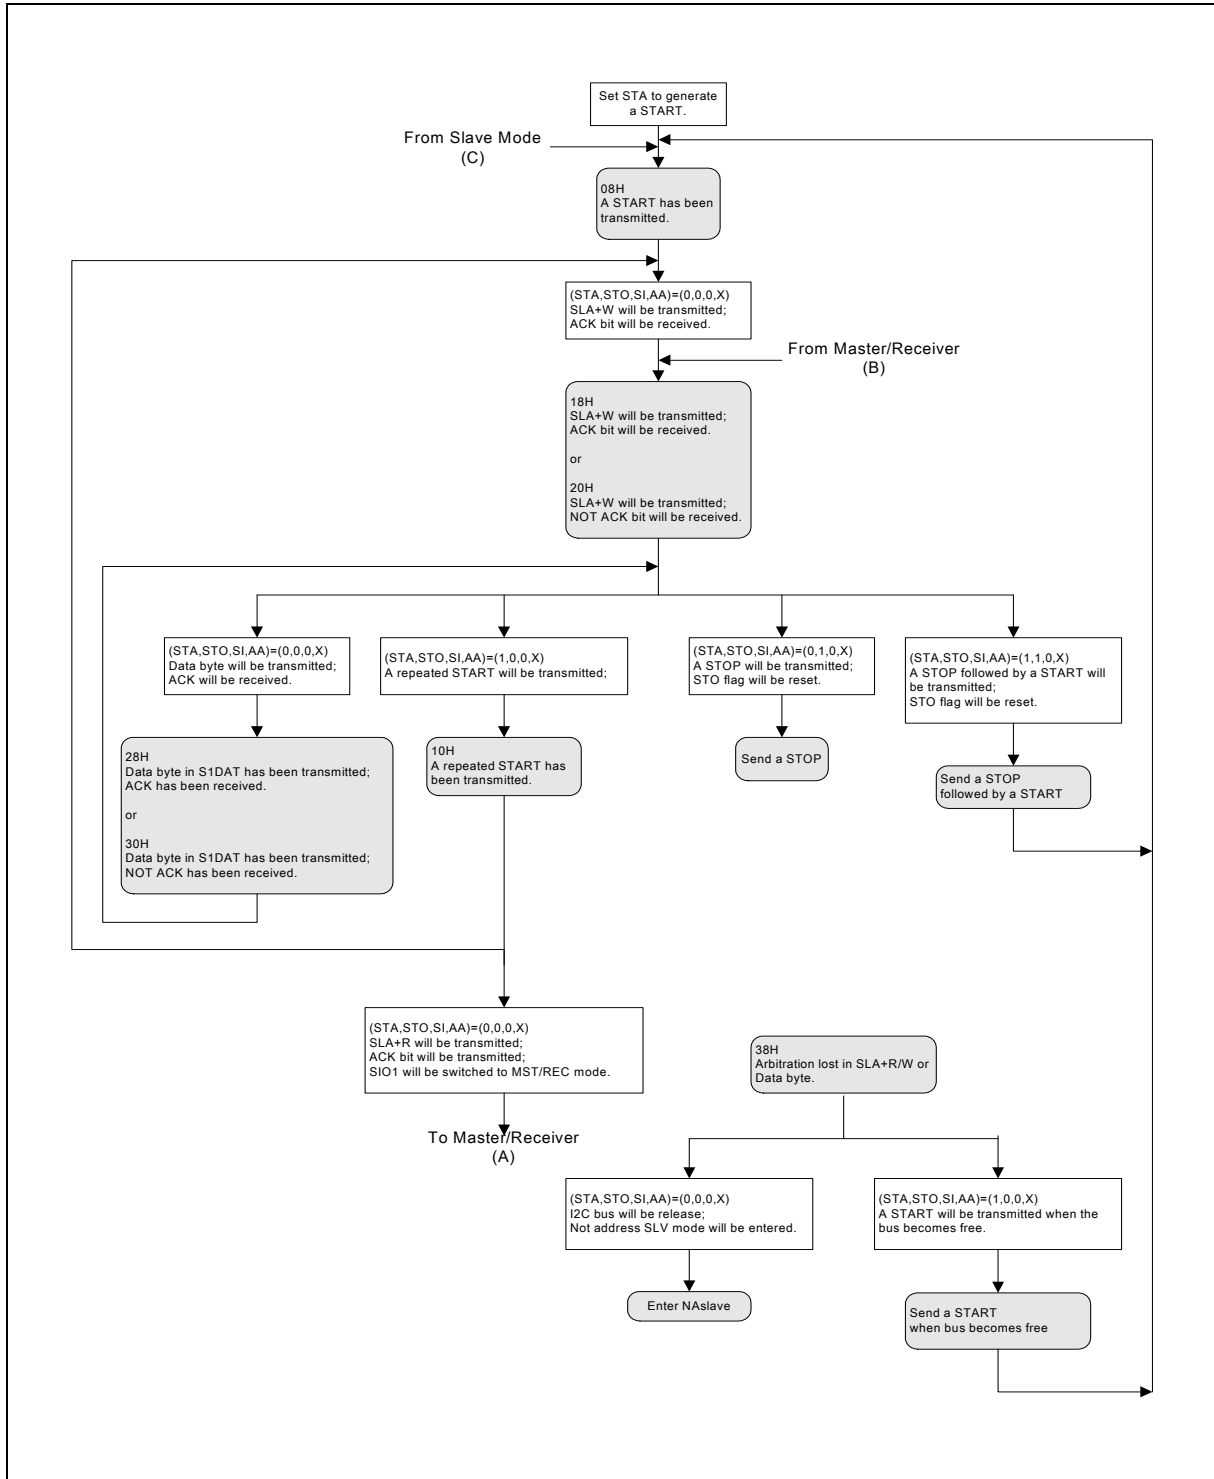 Set STA to generate
a START.
From Slave Mode
(C)
08H
A START has been
transmitted.
(STA,STO,SI,AA)=(0,0,0,X)
SLA+W will be transmitted;
ACK bit will be received.
From Master/Receiver
(B)
18H
SLA+W will be transmitted;
ACK bit will be received.
or
20H
SLA+W will be transmitted;
NOT ACK bit will be received.
(STA,STO,SI,AA)=(0,0,0,X)
Data byte will be transmitted;
ACK will be received.
(STA,STO,SI,AA)=(1,0,0,X)
A repeated START will be transmitted;
(STA,STO,SI,AA)=(0,1,0,X)
A STOP will be transmitted;
STO flag will be reset.
(STA,STO,SI,AA)=(1,1,0,X)
A STOP followed by a START will
be transmitted;
STO flag will be reset.
28H
Data byte in S1DAT has been transmitted;
ACK has been received.
or
30H
Data byte in S1DAT has been transmitted;
NOT ACK has been received.
10H
A repeated START has
been transmitted.
Send a STOP
Send a STOP
followed by a START
(STA,STO,SI,AA)=(0,0,0,X)
SLA+R will be transmitted;
ACK bit will be transmitted;
SIO1 will be switched to MST/REC mode.
To Master/Receiver
(A)
38H
Arbitration lost in SLA+R/W or
Data byte.
(STA,STO,SI,AA)=(0,0,0,X)
I2C bus will be release;
Not address SLV mode will be entered.
(STA,STO,SI,AA)=(1,0,0,X)
A START will be transmitted when the
bus becomes free.
Enter NAslave
Send a START
when bus becomes free